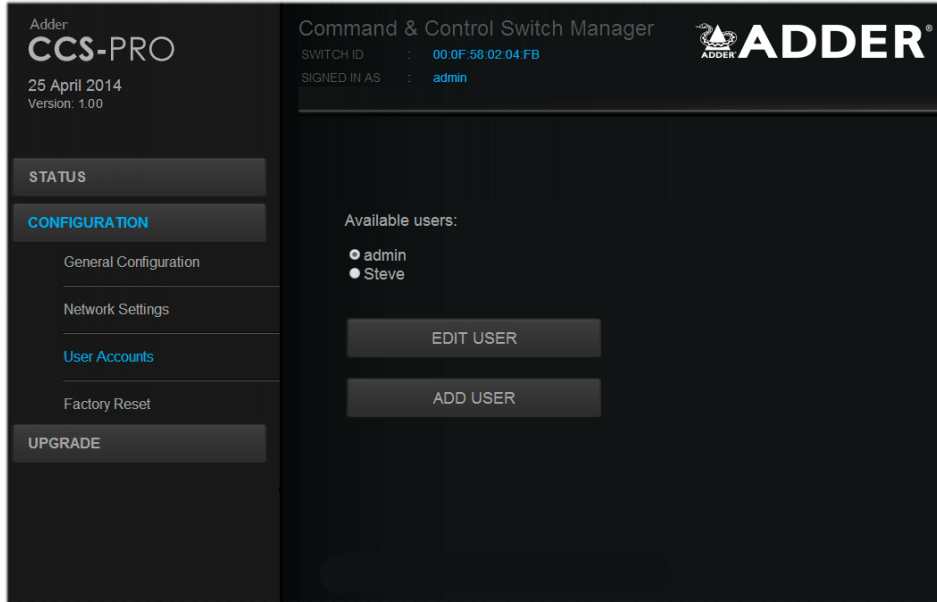 Adder
CCS-PRO
25 April 2014
Version: 1.00
Command & Control Switch Manager
SWITCH ID : 00:0F:58:02:04:FB
SIGNED IN AS : admin
ADDER
ADDER®
STATUS
CONFIGURATION
General Configuration
Network Settings
User Accounts
Factory Reset
UPGRADE
Available users:
admin
Steve
EDIT USER
ADD USER